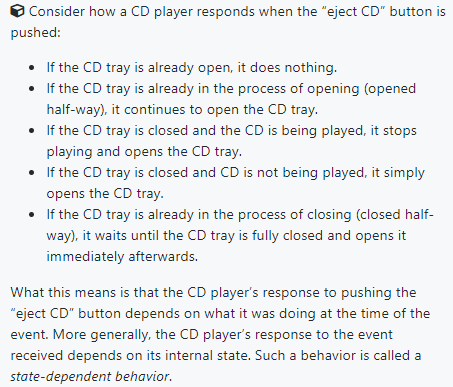 Consider how a CD player responds when the “eject CD” button is
pushed:
• If the CD tray is already open, it does nothing.
• If the CD tray is already in the process of opening (opened
half-way), it continues to open the CD tray.
• If the CD tray is closed and the CD is being played, it stops
playing and opens the CD tray.
• If the CD tray is closed and CD is not being played, it simply
opens the CD tray.
• If the CD tray is already in the process of closing (closed half-
way), it waits until the CD tray is fully closed and opens it
immediately afterwards.
What this means is that the CD player’s response to pushing the
“eject CD” button depends on what it was doing at the time of the
event. More generally, the CD player’s response to the event
received depends on its internal state. Such a behavior is called a
state-dependent behavior.